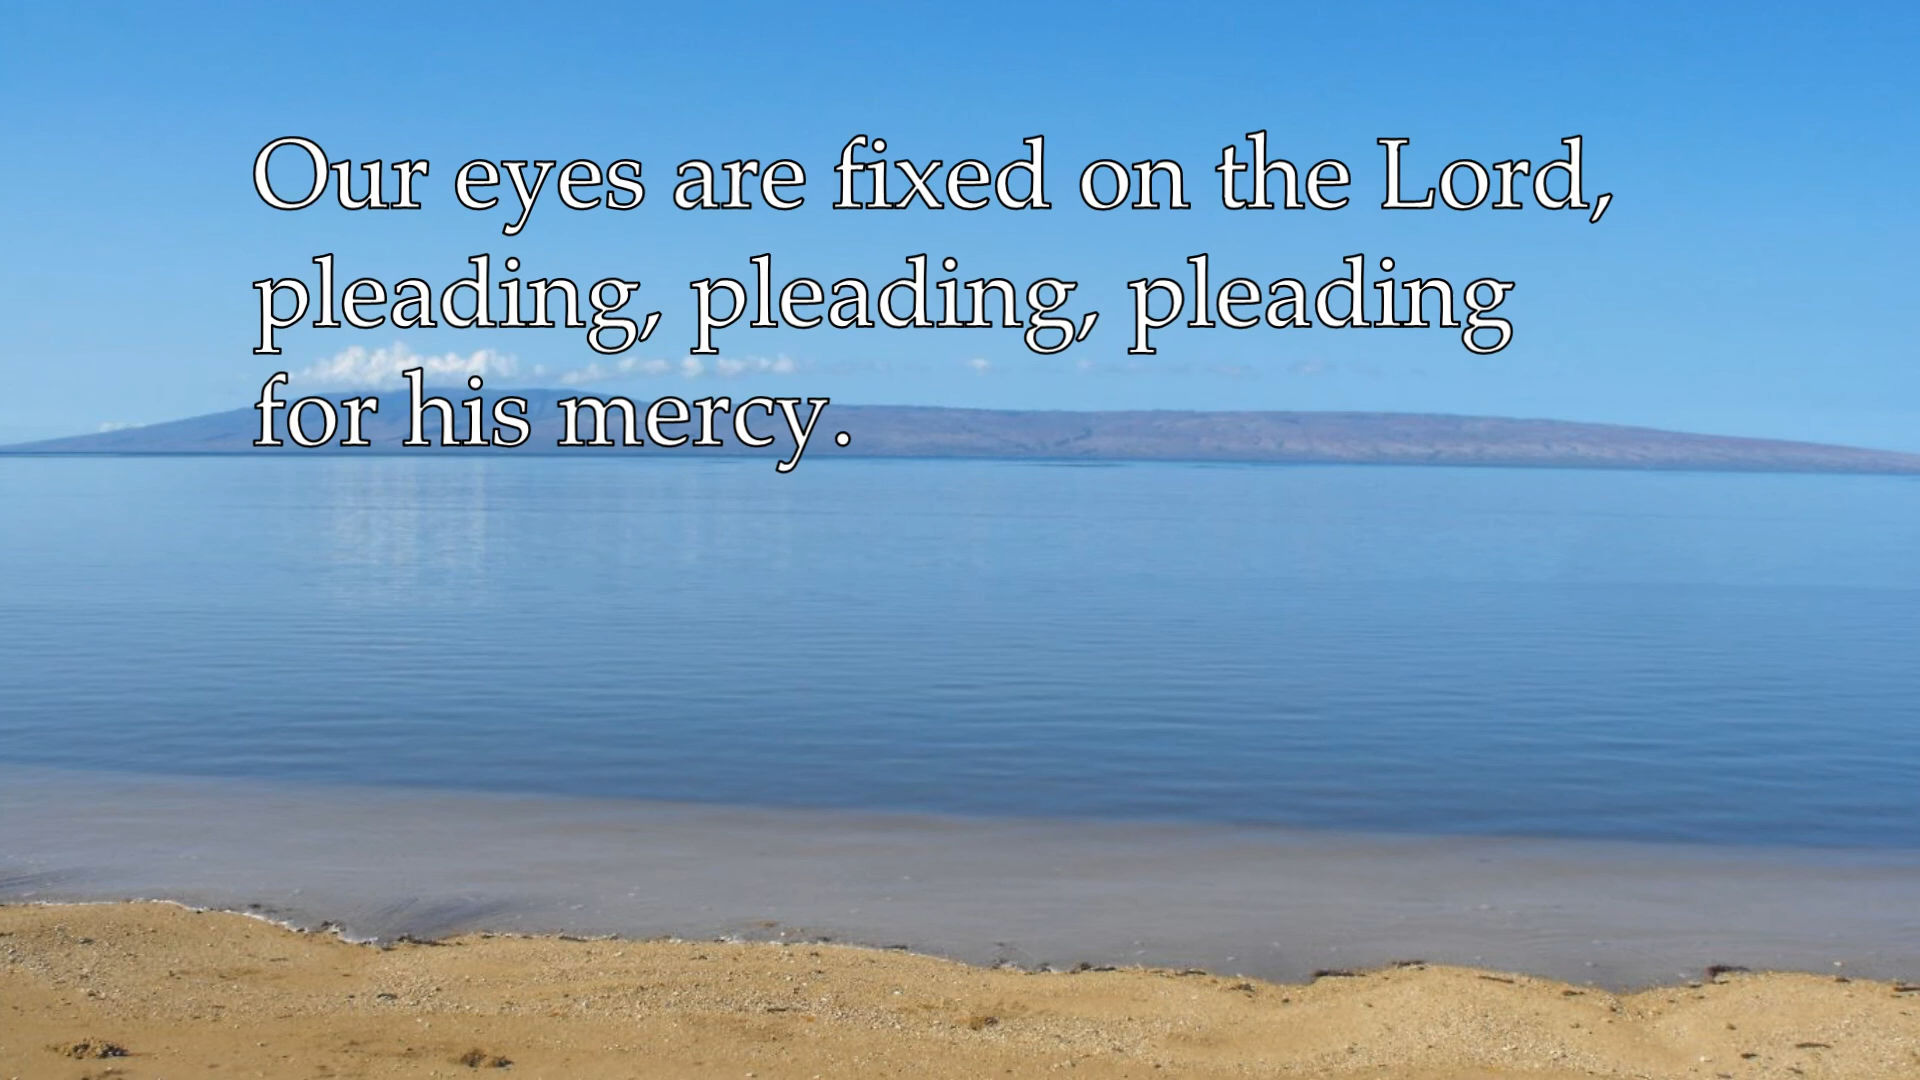 Our eyes are fixed on the Lord,
pleading, pleading, pleading
for his mercy.